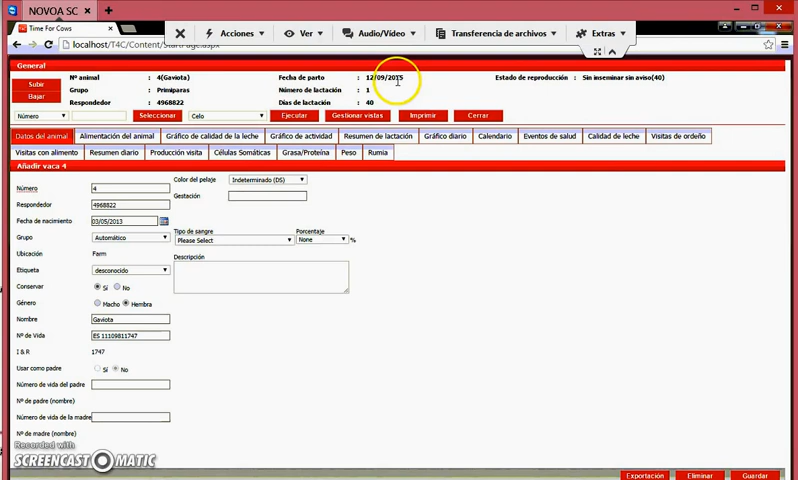 NOVOA SC
Time For Cows
Acciones Ver Audio/Vídeo Transferencia de archivos Extras
localhost/T4C/Content/StartPage.aspx
General
Subir
Bajar
Nº animal : 4(Gaviota) Fecha de parto : 12/09/2015 Estado de reproducción : Sin inseminar sin aviso(40)
Grupo : Primíparas Número de lactación : 1
Respondedor : 4968822 Días de lactación : 40
Número Seleccionar Celo Ejecutar Gestionar vistas Imprimir Cerrar
Datos del animal Alimentación del animal Gráfico de calidad de la leche Gráfico de actividad Resumen de lactación Gráfico diario Calendario Eventos de salud Calidad de leche Visitas de ordeño
Visitas con alimento Resumen diario Producción visita Células Somáticas Grasa/Proteína Peso Rumia
Añadir vaca 4
Número 4 Color del pelaje Indeterminado (DS)
Respondedor 4968822 Gestación
Fecha de nacimiento 03/05/2013
Grupo Automático Tipo de sangre Please Select Porcentaje None %
Ubicación Farm Descripción
Etiqueta desconocido
Conservar Sí No
Género Macho Hembra
Nombre Gaviota
Nº de Vida ES 11109811747
I & R 1747
Usar como padre Sí No
Número de vida del padre
Nº de padre (nombre)
Número de vida de la madre
Nº de madre (nombre)
Recorded with
SCREENCAST-O-MATIC
Exportación Eliminar Guardar